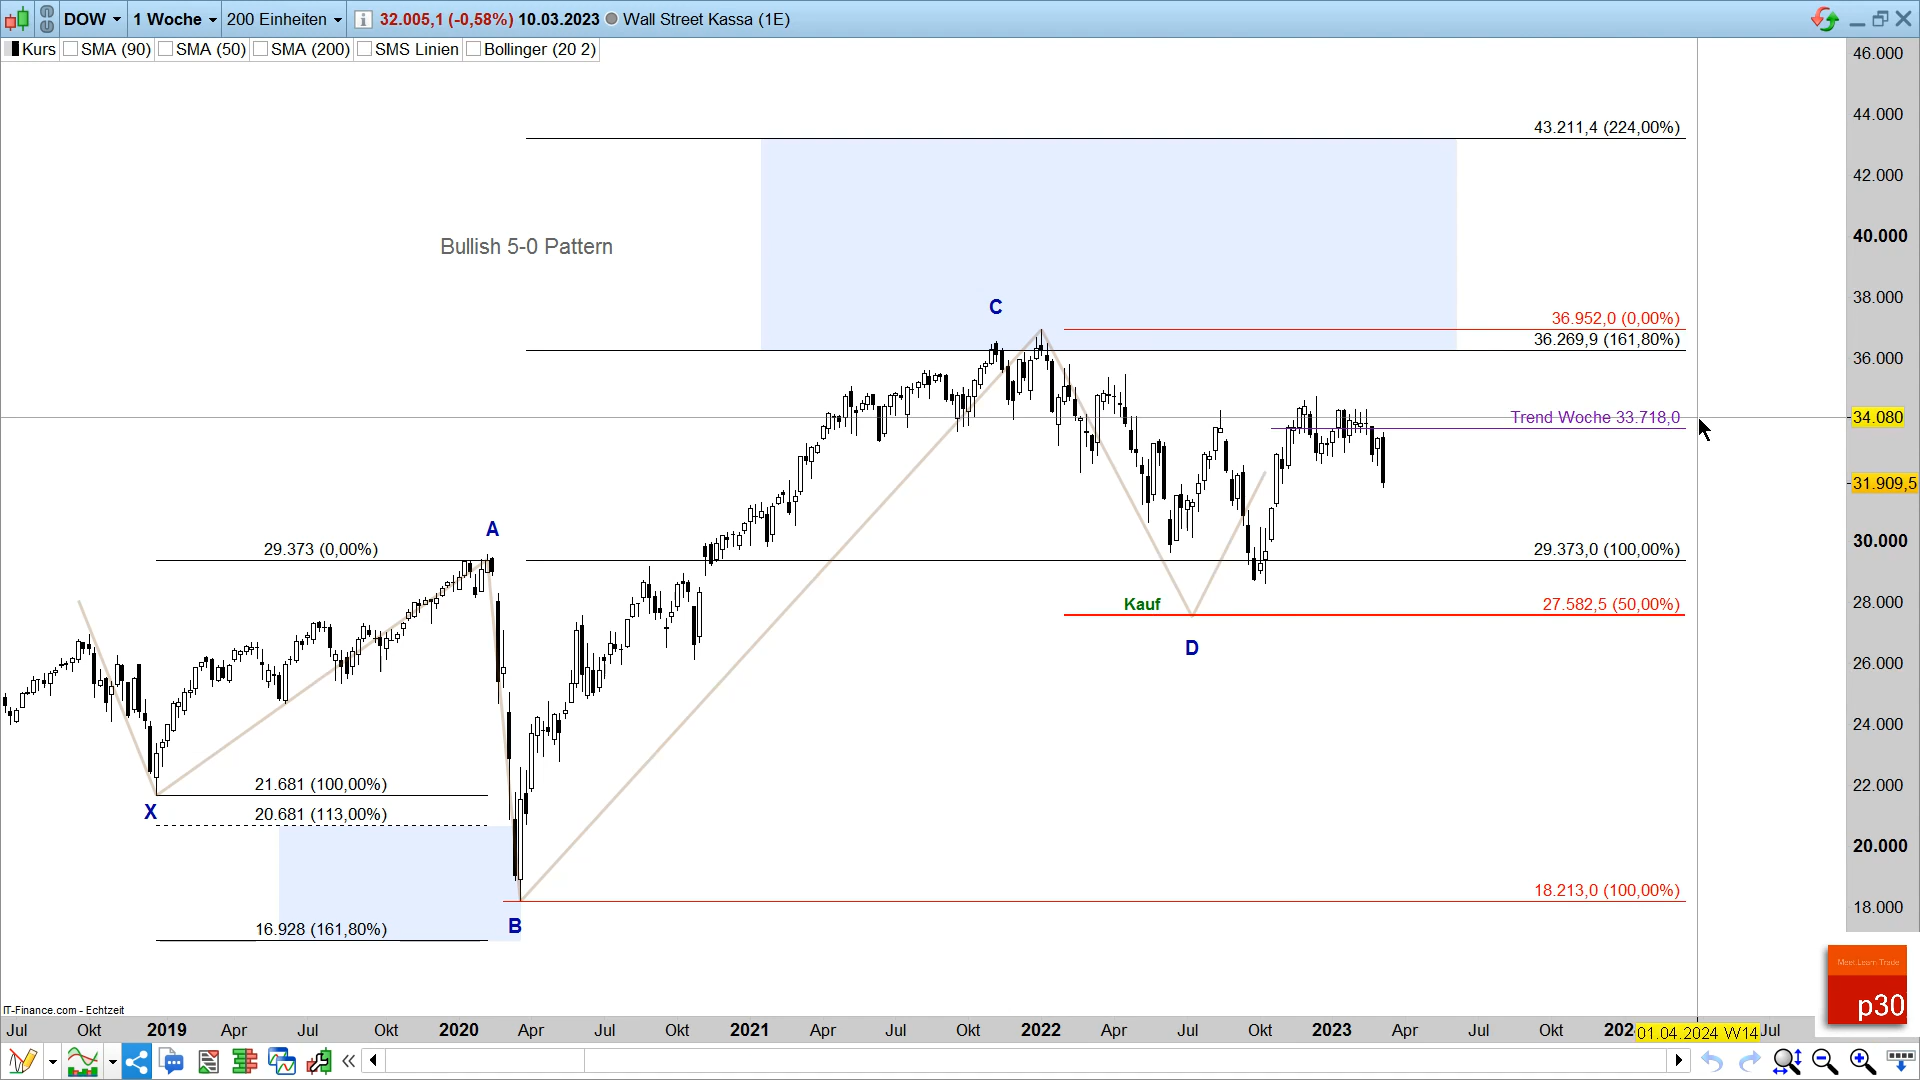 DOW 1 Woche 200 Einheiten 32.005,1 (-0,58%) 10.03.2023 Wall Street Kassa (1E)
Kurs SMA (90) SMA (50) SMA (200) SMS Linien Bollinger (20 2)
46.000
44.000
43.211,4 (224,00%)
42.000
Bullish 5-0 Pattern
40.000
38.000
C
36.952,0 (0,00%)
36.269,9 (161,80%)
36.000
Trend Woche 33.718,0
34.080
31.909,5
A
29.373 (0,00%)
29.373,0 (100,00%)
30.000
Kauf
27.582,5 (50,00%)
28.000
D
26.000
24.000
21.681 (100,00%)
22.000
X
20.681 (113,00%)
20.000
18.213,0 (100,00%)
18.000
B
16.928 (161,80%)
Meet Learn Trade
p30
IT-Finance.com - Echtzeit
Jul Okt 2019 Apr Jul Okt 2020 Apr Jul Okt 2021 Apr Jul Okt 2022 Apr Jul Okt 2023 Apr Jul Okt 202 01.04.2024 W14 Jul